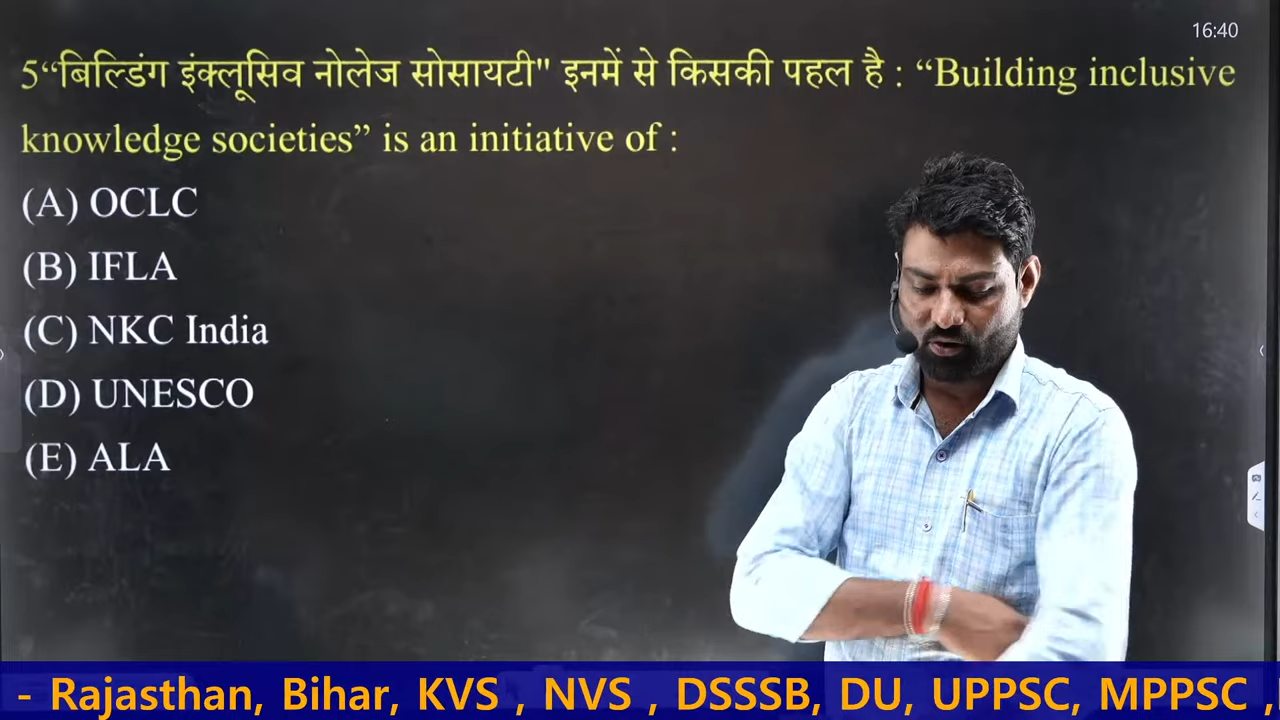 16:40
5“बिल्डिंग इंक्लूसिव नोलेज सोसायटी" इनमें से किसकी पहल है : “Building inclusive
knowledge societies” is an initiative of :
(A) OCLC
(B) IFLA
(C) NKC India
(D) UNESCO
(E) ALA
- Rajasthan, Bihar, KVS , NVS , DSSSB, DU, UPPSC, MPPSC ,